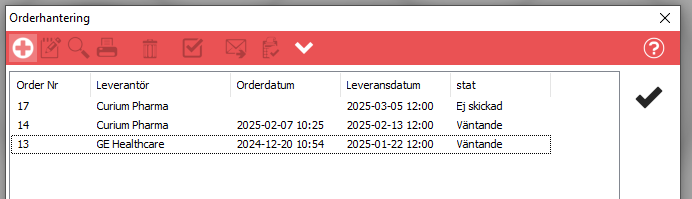 Orderhantering
Order Nr Leverantör Orderdatum Leveransdatum stat
17 Curium Pharma 2025-03-05 12:00 Ej skickad
14 Curium Pharma 2025-02-07 10:25 2025-02-13 12:00 Väntande
13 GE Healthcare 2024-12-20 10:54 2025-01-22 12:00 Väntande